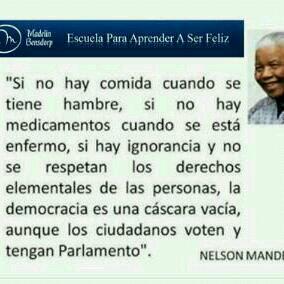 Madelin
Bensdorp
Escuela Para Aprender A Ser Feliz
"Si no hay comida cuando se
tiene hambre, si no hay
medicamentos cuando se está
enfermo, si hay ignorancia y no
se respetan los derechos
elementales de las personas, la
democracia es una cáscara vacía,
aunque los ciudadanos voten y
tengan Parlamento".
NELSON MANDE